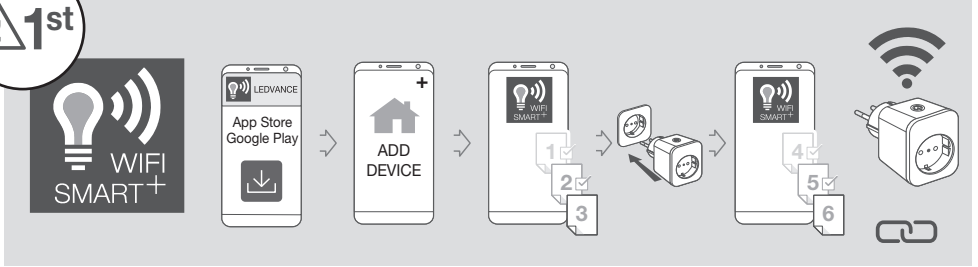 1st
WIFI
SMART+
LEDVANCE
App Store
Google Play
+
ADD
DEVICE
WIFI
SMART+
1
2
3
WIFI
SMART+
4
5
6